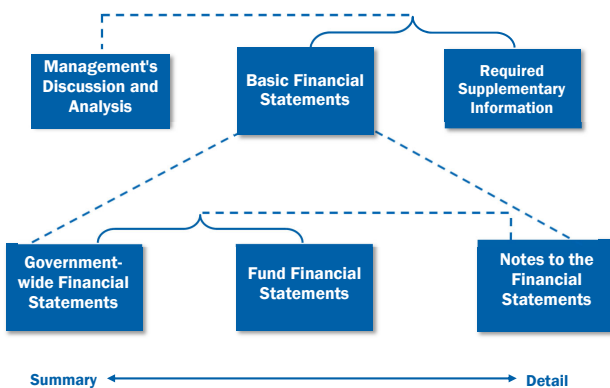 Management's
Discussion and
Analysis
Basic Financial
Statements
Required
Supplementary
Information
Government-
wide Financial
Statements
Fund Financial
Statements
Notes to the
Financial
Statements
Summary
Detail